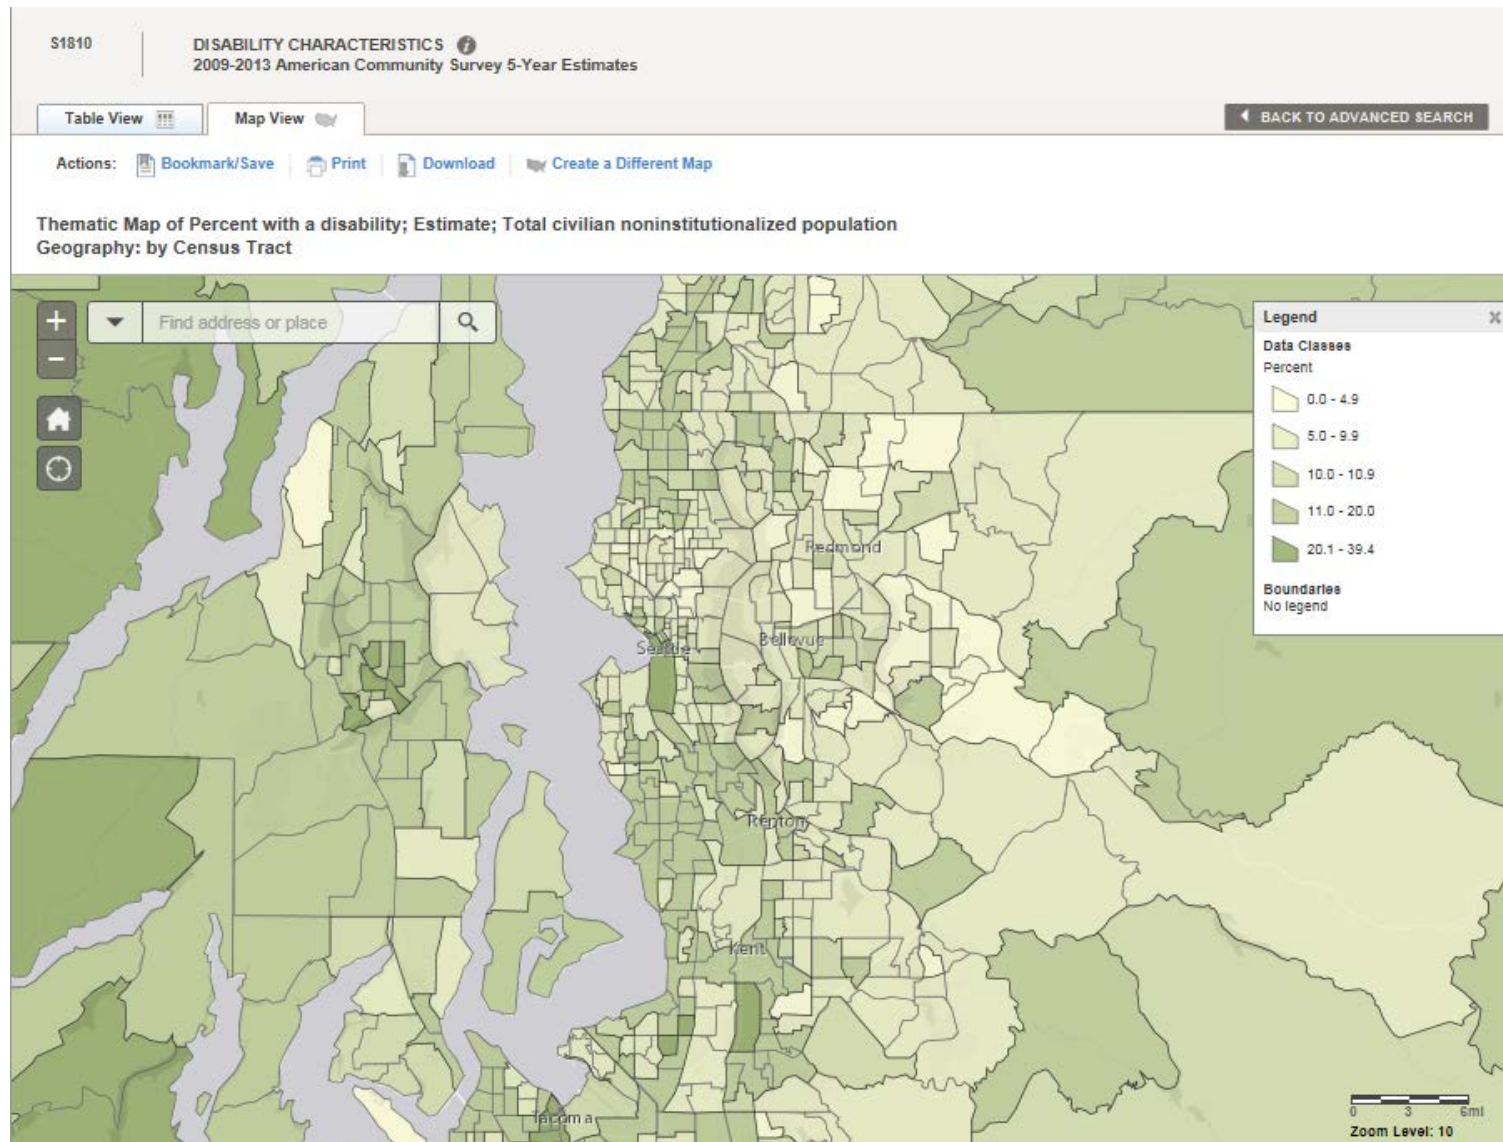 S1810
DISABILITY CHARACTERISTICS i
2009-2013 American Community Survey 5-Year Estimates
Table View
Map View
BACK TO ADVANCED SEARCH
Actions: Bookmark/Save Print Download Create a Different Map
Thematic Map of Percent with a disability; Estimate; Total civilian noninstitutionalized population
Geography: by Census Tract
+
−
Find address or place
Legend
Data Classes
Percent
0.0 - 4.9
5.0 - 9.9
10.0 - 10.9
11.0 - 20.0
20.1 - 39.4
Boundaries
No legend
Redmond
Seattle
Bellevue
Renton
Kent
Tacoma
0 3 6mi
Zoom Level: 10